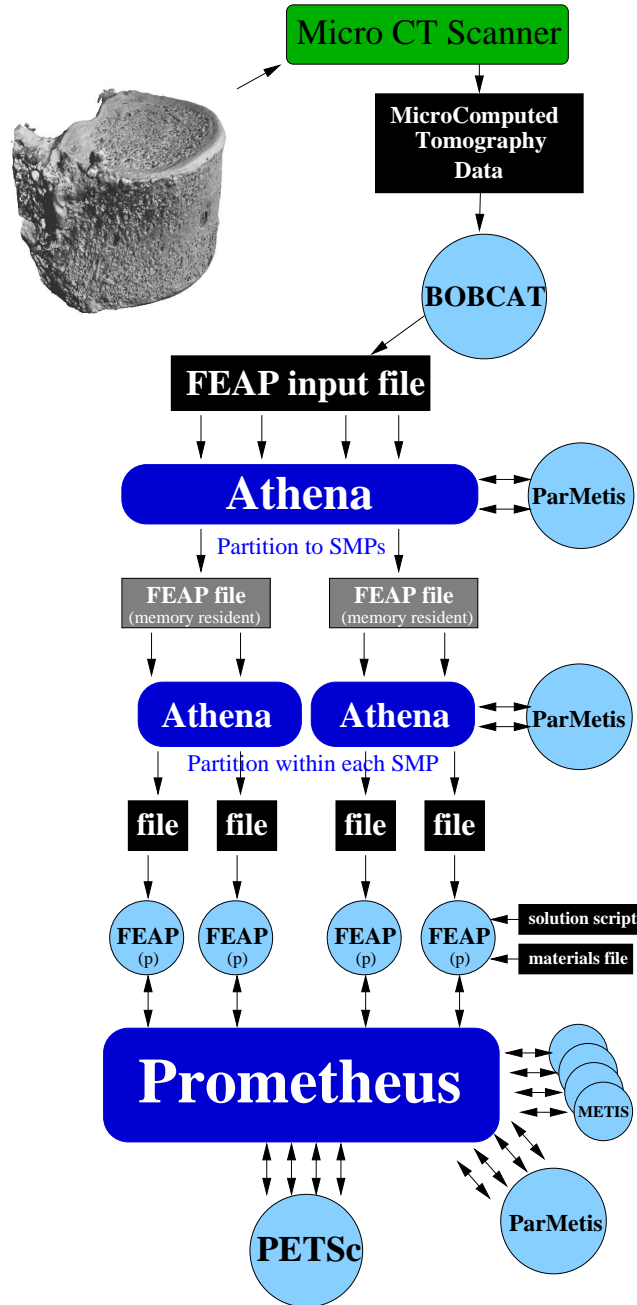 Micro CT Scanner
MicroComputed
Tomography
Data
BOBCAT
FEAP input file
Athena
ParMetis
Partition to SMPs
FEAP file
(memory resident)
FEAP file
(memory resident)
Athena
Athena
ParMetis
Partition within each SMP
file
file
file
file
FEAP
(p)
FEAP
(p)
FEAP
(p)
FEAP
(p)
solution script
materials file
Prometheus
METIS
ParMetis
PETSc